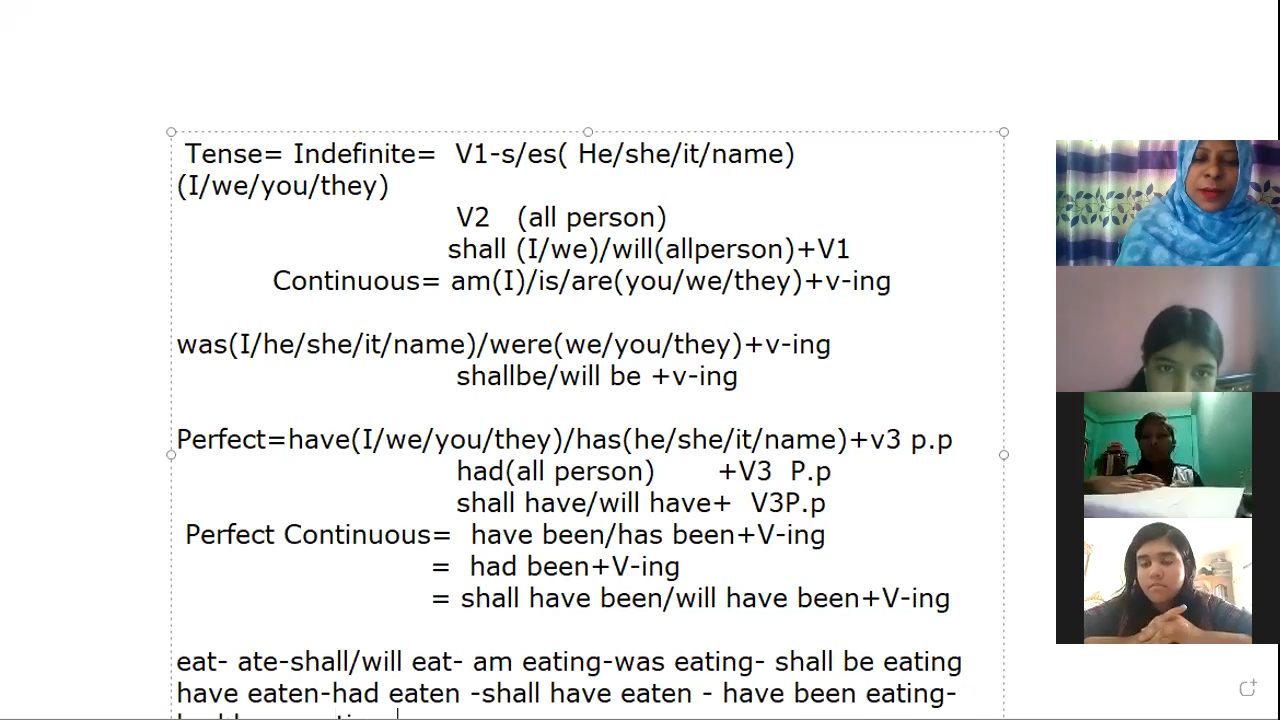 Tense= Indefinite= V1-s/es( He/she/it/name)
(I/we/you/they)
V2 (all person)
shall (I/we)/will(allperson)+V1
Continuous= am(I)/is/are(you/we/they)+v-ing
was(I/he/she/it/name)/were(we/you/they)+v-ing
shallbe/will be +v-ing
Perfect=have(I/we/you/they)/has(he/she/it/name)+v3 p.p
had(all person) +V3 P.p
shall have/will have+ V3P.p
Perfect Continuous= have been/has been+V-ing
= had been+V-ing
= shall have been/will have been+V-ing
eat- ate-shall/will eat- am eating-was eating- shall be eating
have eaten-had eaten -shall have eaten - have been eating-